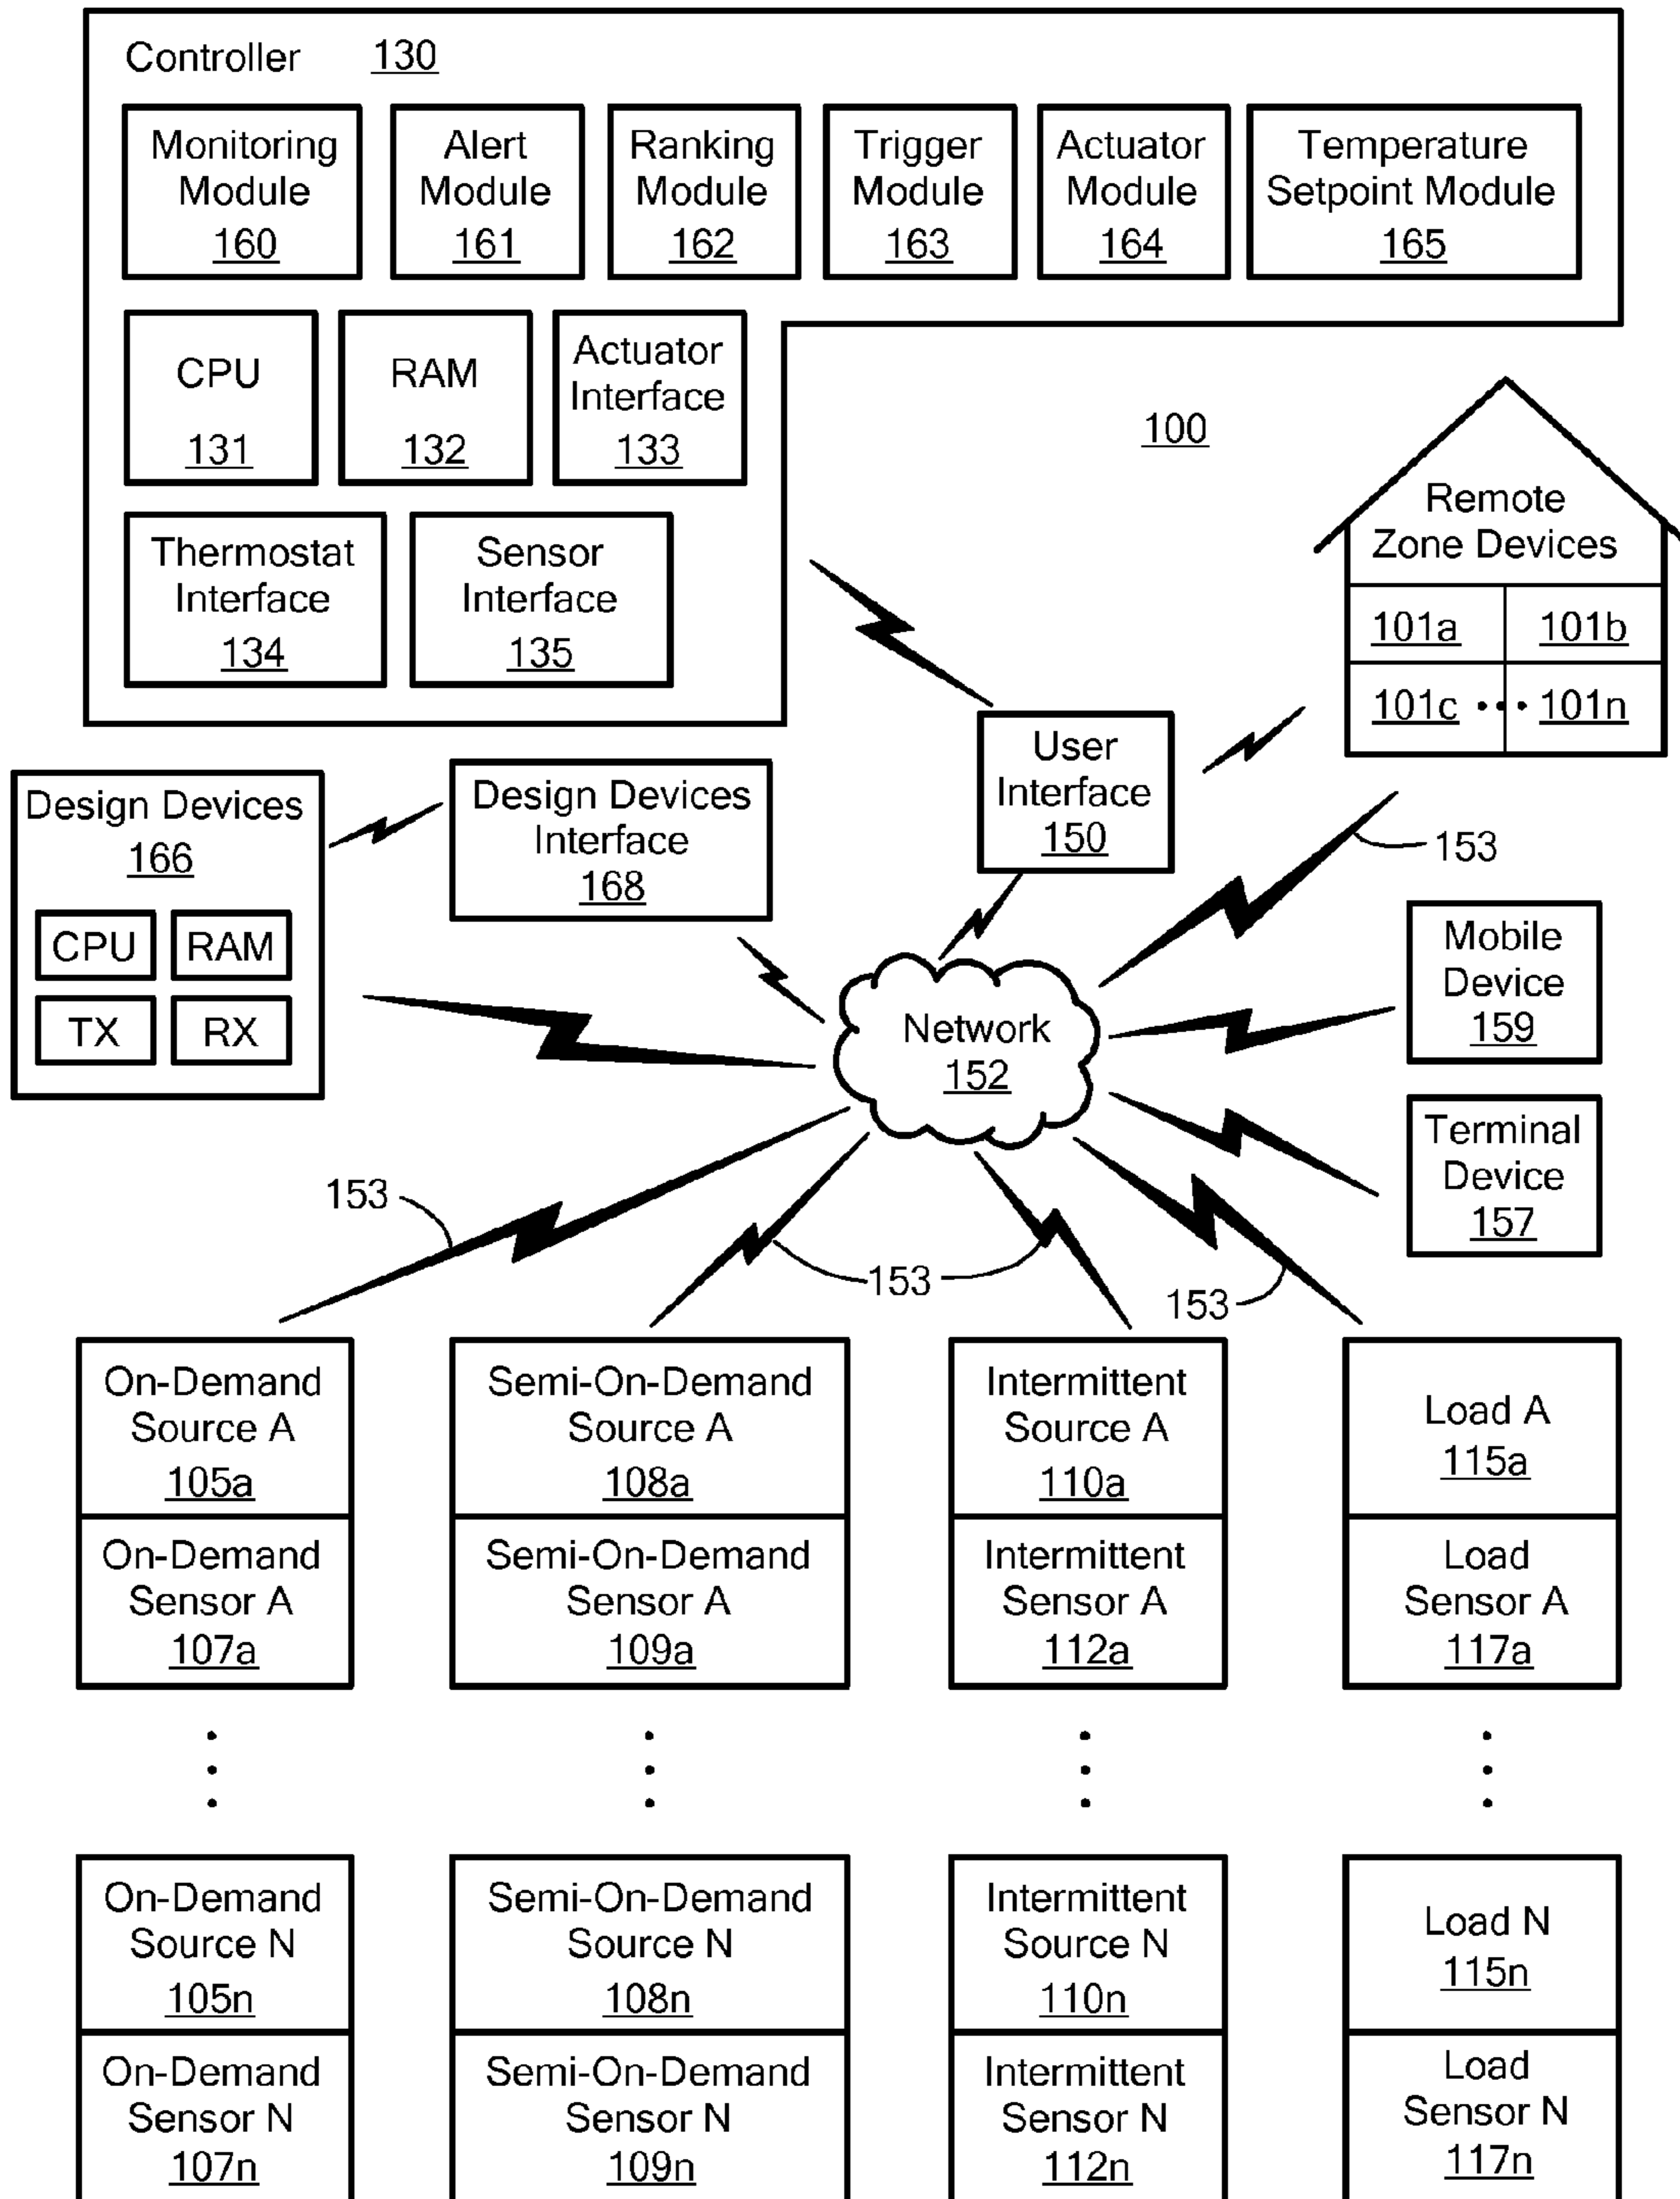 Controller 130
Monitoring
Module
160
Alert
Module
161
Ranking
Module
162
Trigger
Module
163
Actuator
Module
164
Temperature
Setpoint Module
165
CPU
131
RAM
132
Actuator
Interface
133
Thermostat
Interface
134
Sensor
Interface
135
100
Remote
Zone Devices
101a
101b
101c
101n
User
Interface
150
Design Devices
166
CPU
RAM
TX
RX
Design Devices
Interface
168
153
Mobile
Device
159
Network
152
Terminal
Device
157
153
153
153
On-Demand
Source A
105a
On-Demand
Sensor A
107a
Semi-On-Demand
Source A
108a
Semi-On-Demand
Sensor A
109a
Intermittent
Source A
110a
Intermittent
Sensor A
112a
Load A
115a
Load
Sensor A
117a
On-Demand
Source N
105n
On-Demand
Sensor N
107n
Semi-On-Demand
Source N
108n
Semi-On-Demand
Sensor N
109n
Intermittent
Source N
110n
Intermittent
Sensor N
112n
Load N
115n
Load
Sensor N
117n